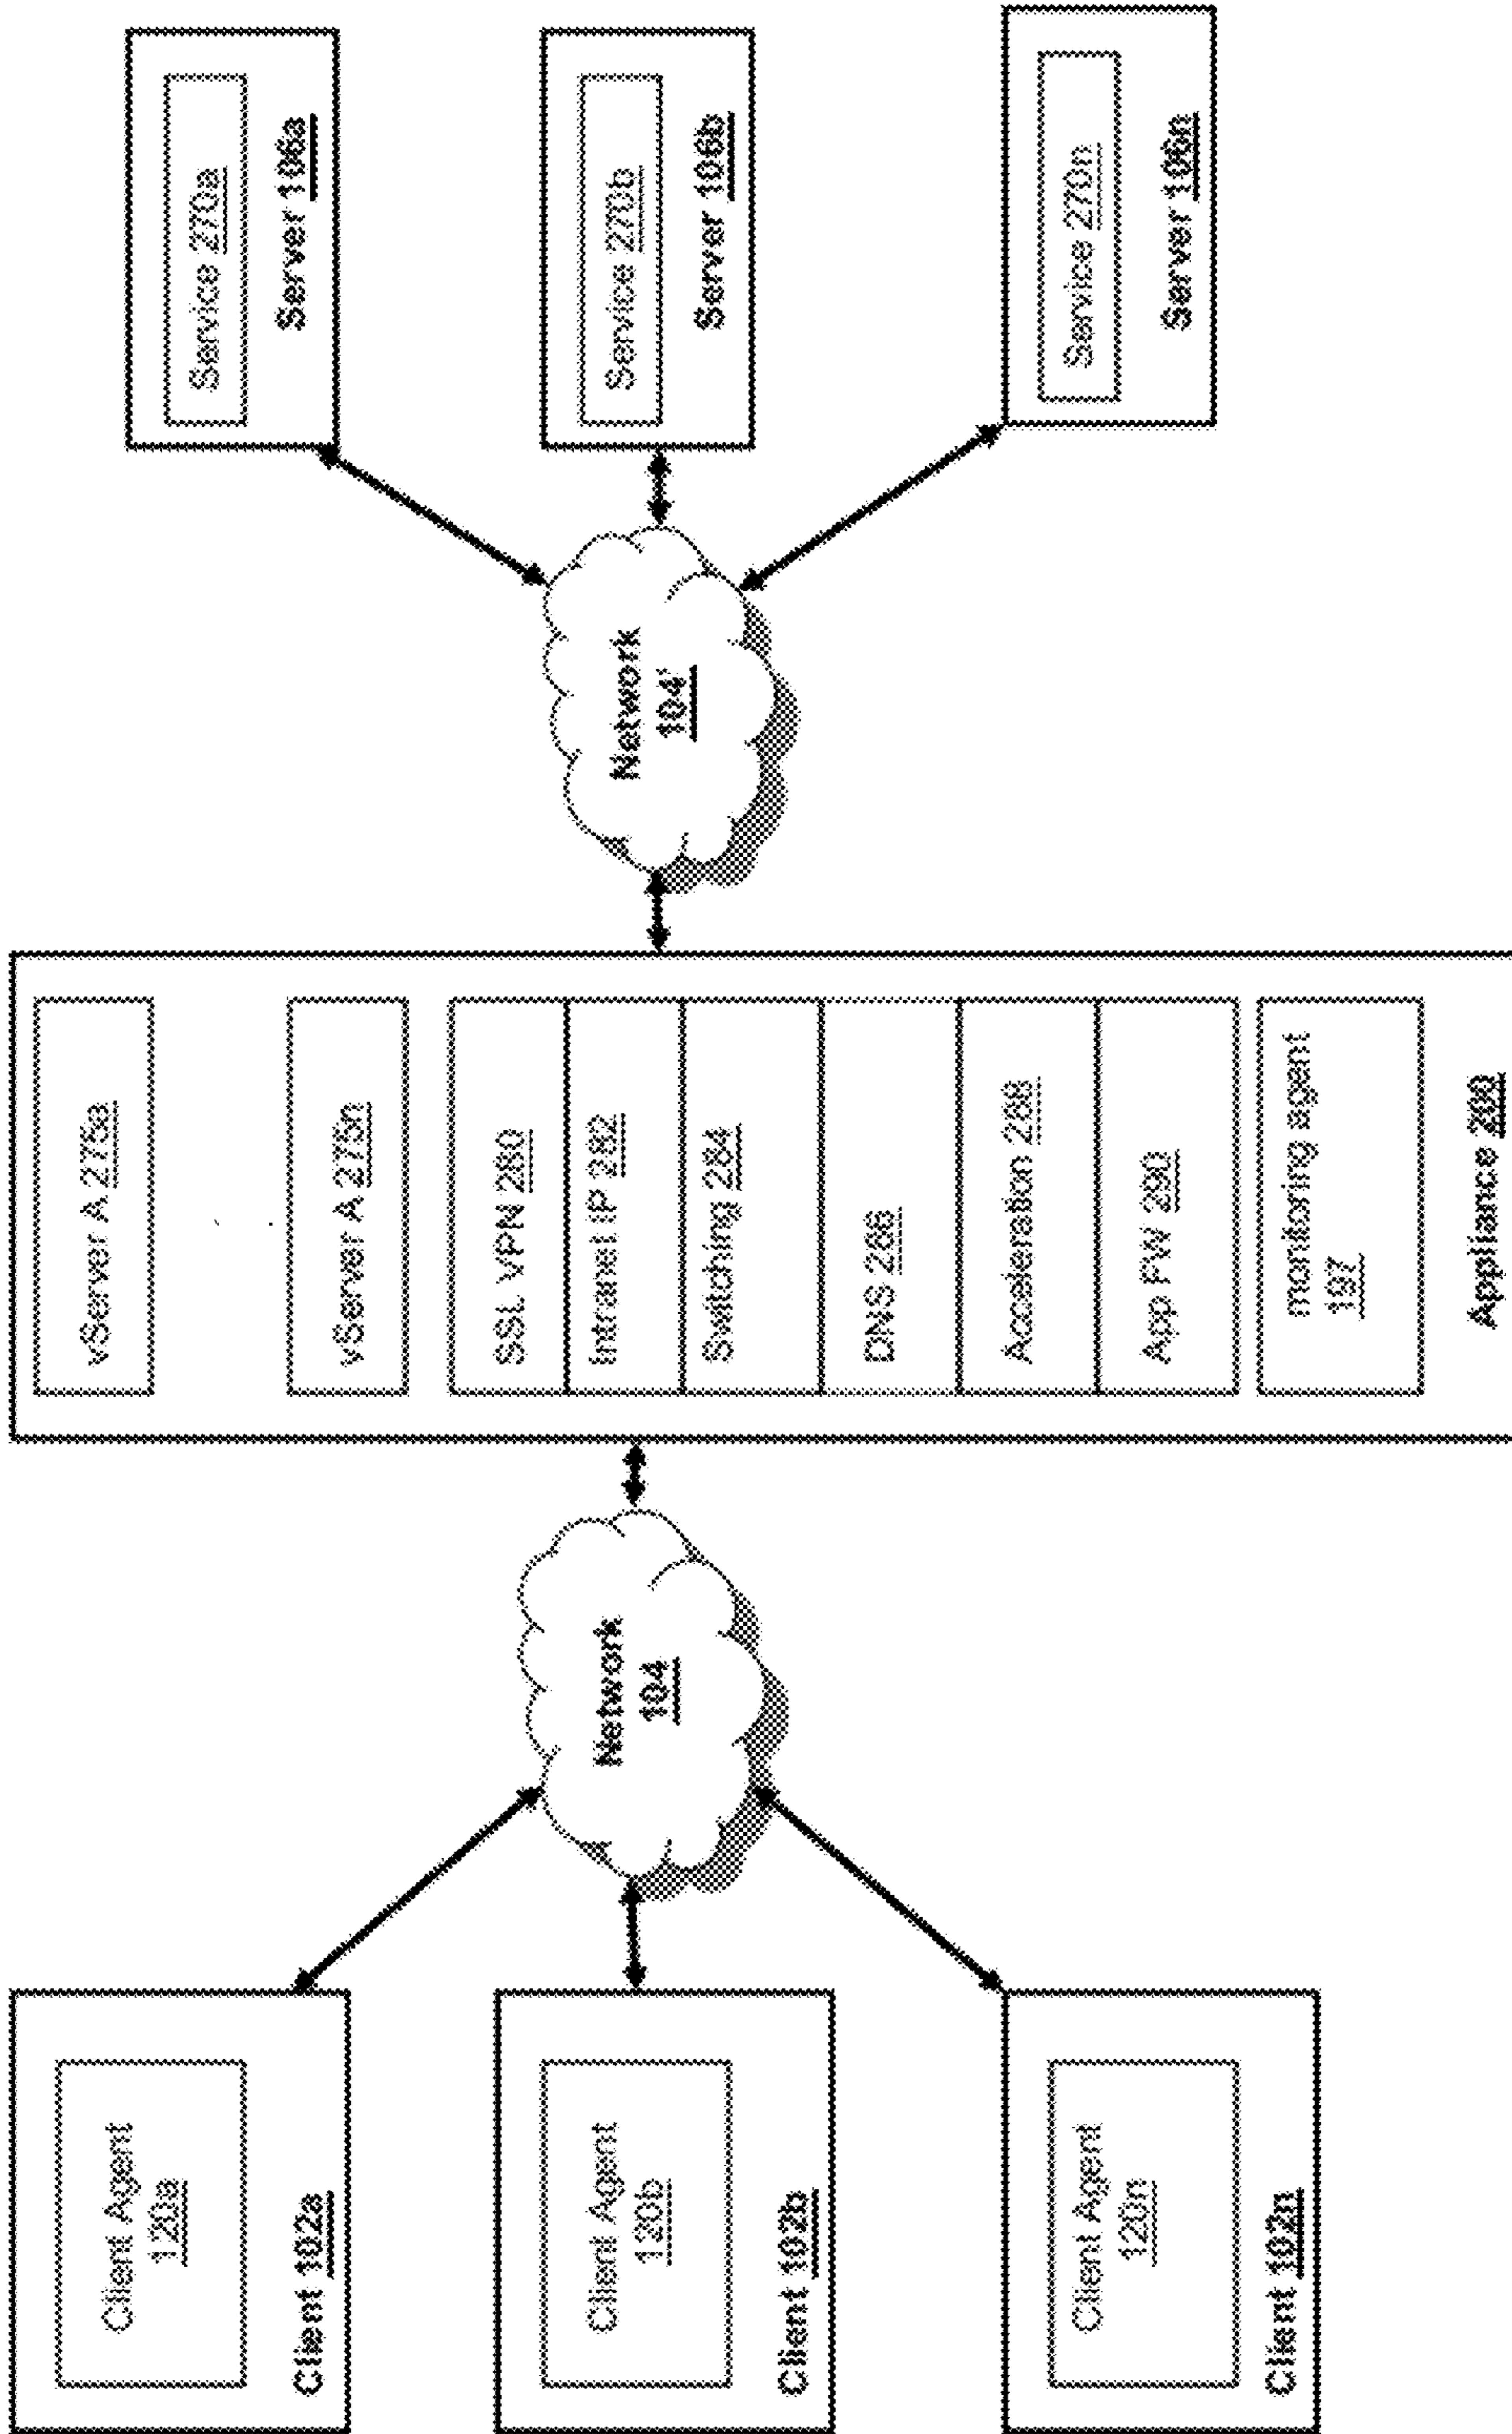 Client Agent
120a
Client 102a
Client Agent
120b
Client 102b
Client Agent
120n
Client 102n
Network
104
vServer A 275a
vServer A 275n
SSL VPN 280
Intranet IP 282
Switching 284
DNS 286
Acceleration 288
App FW 290
monitoring agent
197
Appliance 200
Network
104'
Service 270a
Server 106a
Service 270b
Server 106b
Service 270n
Server 106n